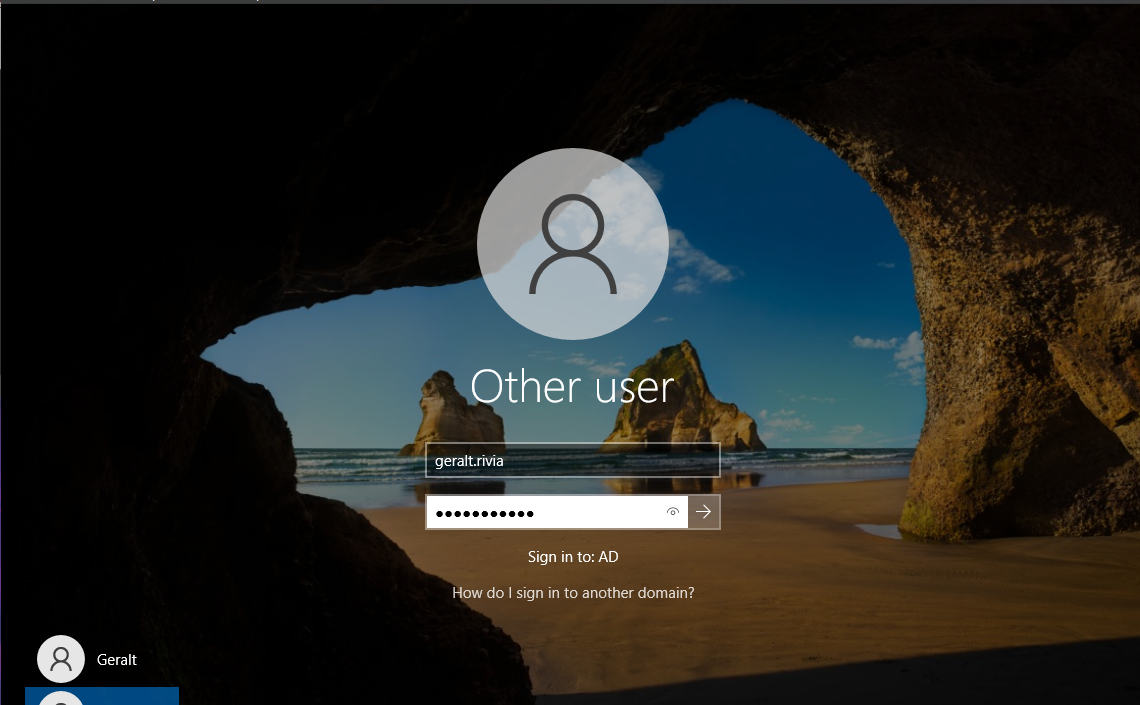 Other user
geralt.rivia
Sign in to: AD
How do I sign in to another domain?
Geralt